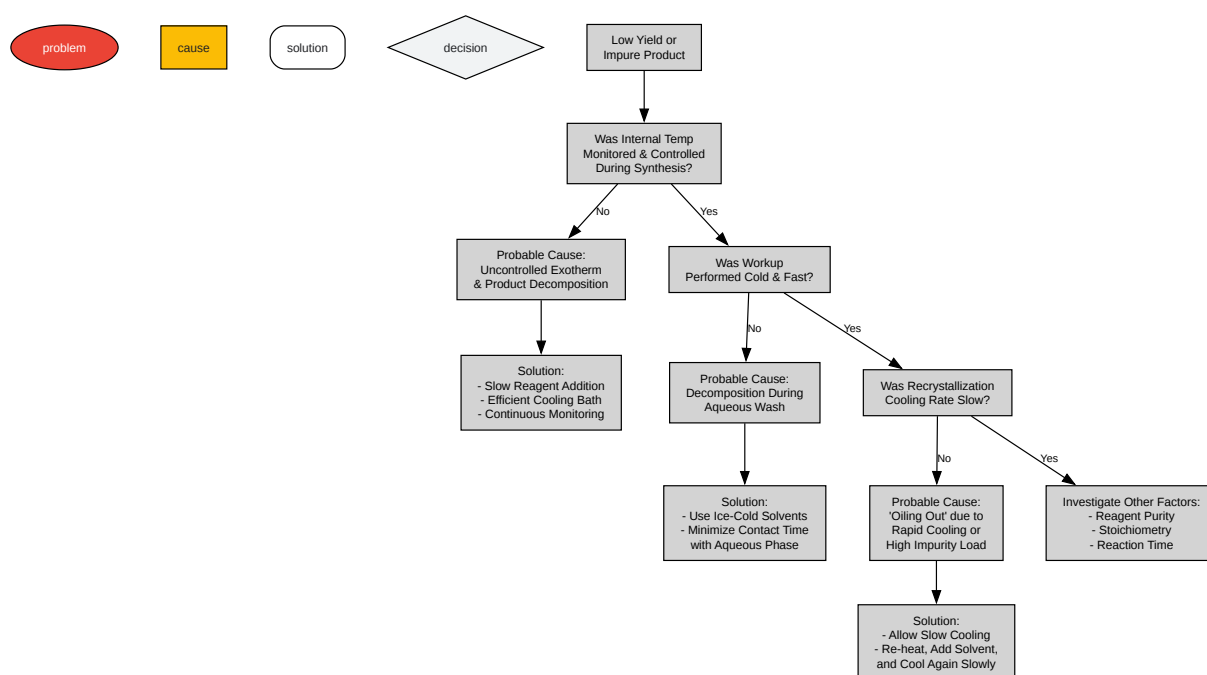 problem
cause
solution
decision
Low Yield or
Impure Product
Was Internal Temp
Monitored & Controlled
During Synthesis?
No
Yes
Probable Cause:
Uncontrolled Exotherm
& Product Decomposition
Was Workup
Performed Cold & Fast?
No
Yes
Solution:
- Slow Reagent Addition
- Efficient Cooling Bath
- Continuous Monitoring
Probable Cause:
Decomposition During
Aqueous Wash
Was Recrystallization
Cooling Rate Slow?
No
Yes
Solution:
- Use Ice-Cold Solvents
- Minimize Contact Time
with Aqueous Phase
Probable Cause:
'Oiling Out' due to
Rapid Cooling or
High Impurity Load
Investigate Other Factors:
- Reagent Purity
- Stoichiometry
- Reaction Time
Solution:
- Allow Slow Cooling
- Re-heat, Add Solvent,
and Cool Again Slowly